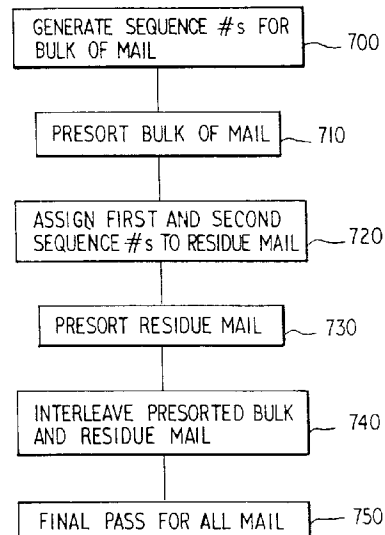 GENERATE SEQUENCE #s FOR
BULK OF MAIL
700
PRESORT BULK OF MAIL
710
ASSIGN FIRST AND SECOND
SEQUENCE #s TO RESIDUE MAIL
720
PRESORT RESIDUE MAIL
730
INTERLEAVE PRESORTED BULK
AND RESIDUE MAIL
740
FINAL PASS FOR ALL MAIL
750